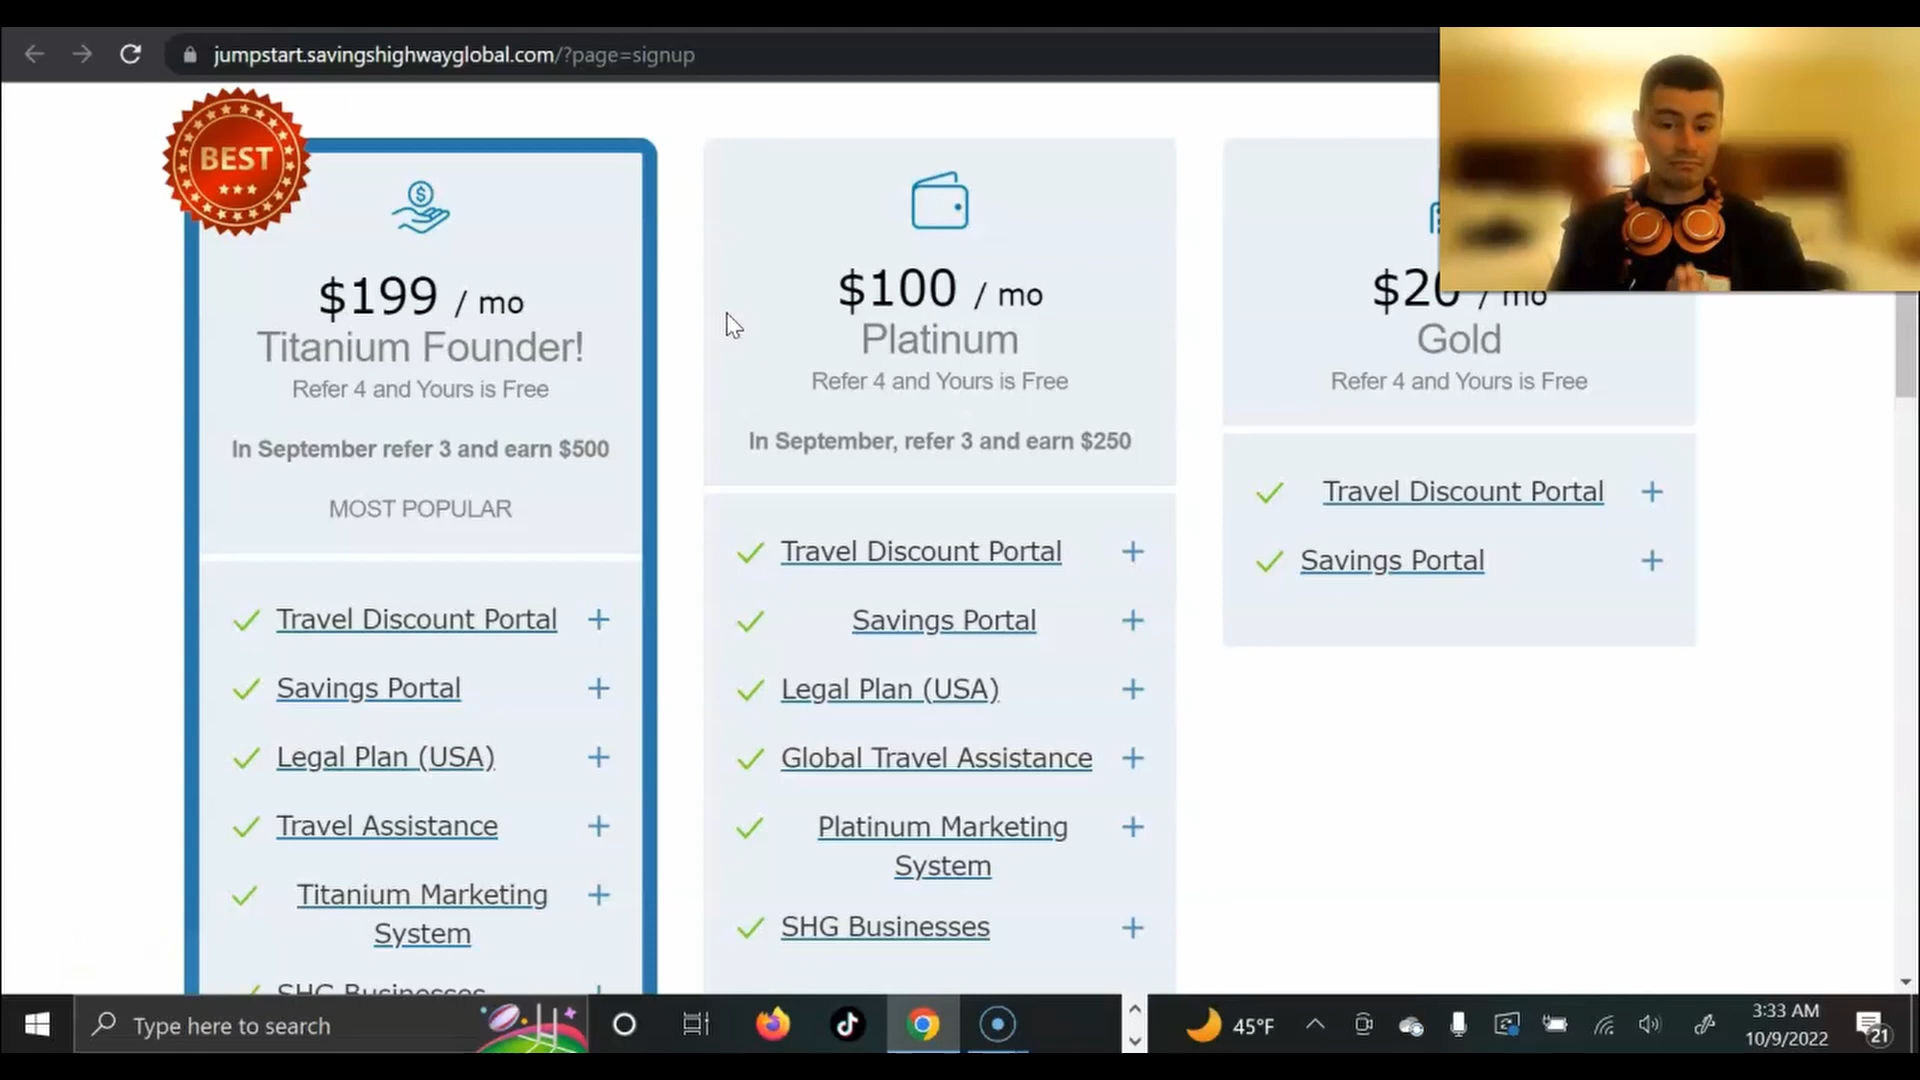 jumpstart.savingshighwayglobal.com/?page=signup
BEST
$199 / mo
Titanium Founder!
Refer 4 and Yours is Free
In September refer 3 and earn $500
MOST POPULAR
Travel Discount Portal
Savings Portal
Legal Plan (USA)
Travel Assistance
Titanium Marketing
System
SHG Businesses
$100 / mo
Platinum
Refer 4 and Yours is Free
In September, refer 3 and earn $250
Travel Discount Portal
Savings Portal
Legal Plan (USA)
Global Travel Assistance
Platinum Marketing
System
SHG Businesses
$20 / mo
Gold
Refer 4 and Yours is Free
Travel Discount Portal
Savings Portal
Type here to search
45°F
3:33 AM
10/9/2022
21